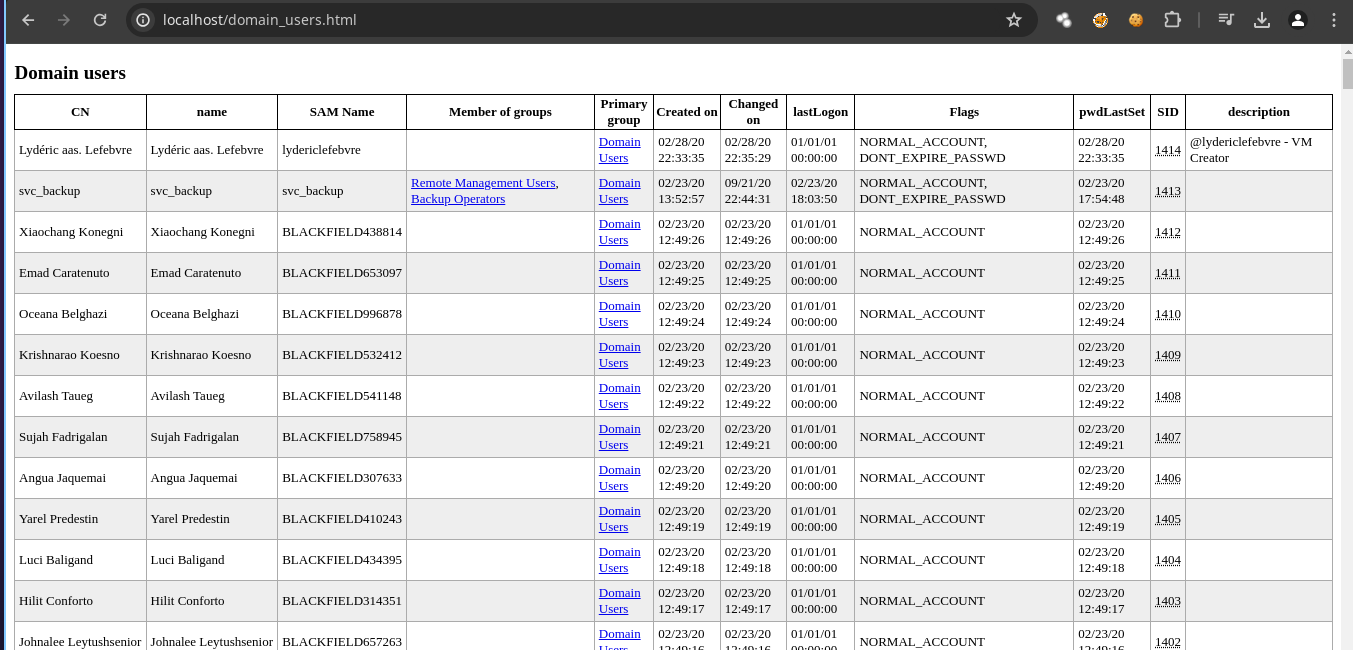 localhost/domain_users.html
Domain users
CN name SAM Name Member of groups Primary group Created on Changed on lastLogon Flags pwdLastSet SID description
Lydéric aas. Lefebvre Lydéric aas. Lefebvre lydericlefebvre Domain Users 02/28/20 22:33:35 02/28/20 22:35:29 01/01/01 00:00:00 NORMAL_ACCOUNT, DONT_EXPIRE_PASSWD 02/28/20 22:33:35 1414 @lydericlefebvre - VM Creator
svc_backup svc_backup svc_backup Remote Management Users, Backup Operators Domain Users 02/23/20 13:52:57 09/21/20 22:44:31 02/23/20 18:03:50 NORMAL_ACCOUNT, DONT_EXPIRE_PASSWD 02/23/20 17:54:48 1413
Xiaochang Konegni Xiaochang Konegni BLACKFIELD438814 Domain Users 02/23/20 12:49:26 02/23/20 12:49:26 01/01/01 00:00:00 NORMAL_ACCOUNT 02/23/20 12:49:26 1412
Emad Caratenuto Emad Caratenuto BLACKFIELD653097 Domain Users 02/23/20 12:49:25 02/23/20 12:49:25 01/01/01 00:00:00 NORMAL_ACCOUNT 02/23/20 12:49:25 1411
Oceana Belghazi Oceana Belghazi BLACKFIELD996878 Domain Users 02/23/20 12:49:24 02/23/20 12:49:24 01/01/01 00:00:00 NORMAL_ACCOUNT 02/23/20 12:49:24 1410
Krishnarao Koesno Krishnarao Koesno BLACKFIELD532412 Domain Users 02/23/20 12:49:23 02/23/20 12:49:23 01/01/01 00:00:00 NORMAL_ACCOUNT 02/23/20 12:49:23 1409
Avilash Taueg Avilash Taueg BLACKFIELD541148 Domain Users 02/23/20 12:49:22 02/23/20 12:49:22 01/01/01 00:00:00 NORMAL_ACCOUNT 02/23/20 12:49:22 1408
Sujah Fadrigalan Sujah Fadrigalan BLACKFIELD758945 Domain Users 02/23/20 12:49:21 02/23/20 12:49:21 01/01/01 00:00:00 NORMAL_ACCOUNT 02/23/20 12:49:21 1407
Angua Jaquemai Angua Jaquemai BLACKFIELD307633 Domain Users 02/23/20 12:49:20 02/23/20 12:49:20 01/01/01 00:00:00 NORMAL_ACCOUNT 02/23/20 12:49:20 1406
Yarel Predestin Yarel Predestin BLACKFIELD410243 Domain Users 02/23/20 12:49:19 02/23/20 12:49:19 01/01/01 00:00:00 NORMAL_ACCOUNT 02/23/20 12:49:19 1405
Luci Baligand Luci Baligand BLACKFIELD434395 Domain Users 02/23/20 12:49:18 02/23/20 12:49:18 01/01/01 00:00:00 NORMAL_ACCOUNT 02/23/20 12:49:18 1404
Hilit Conforto Hilit Conforto BLACKFIELD314351 Domain Users 02/23/20 12:49:17 02/23/20 12:49:17 01/01/01 00:00:00 NORMAL_ACCOUNT 02/23/20 12:49:17 1403
Johnalee Leytushsenior Johnalee Leytushsenior BLACKFIELD657263 Domain Users 02/23/20 12:49:16 02/23/20 12:49:16 01/01/01 00:00:00 NORMAL_ACCOUNT 02/23/20 12:49:16 1402